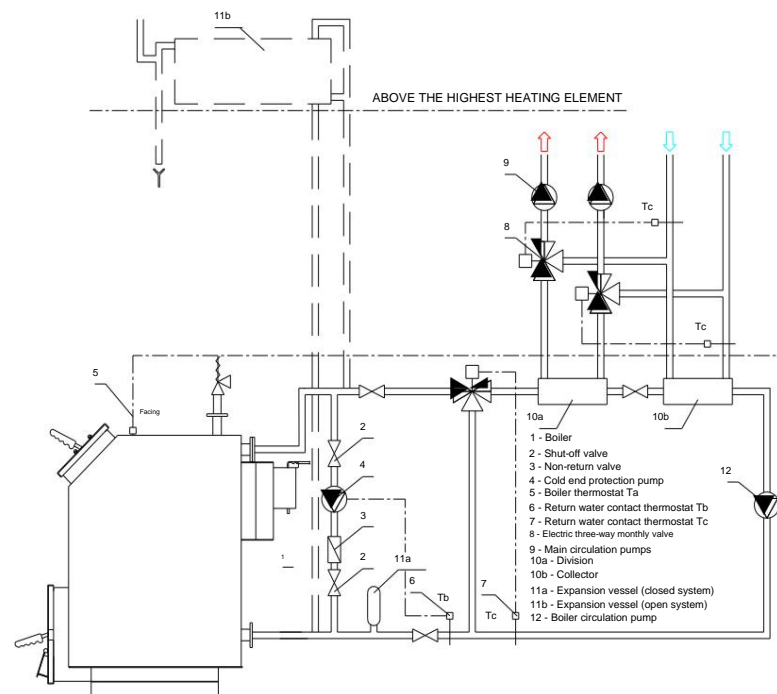 11b
ABOVE THE HIGHEST HEATING ELEMENT
9
Tc
8
Tc
5
Facing
10a
10b
2
4
3
2
1
11a
6
Tb
7
Tc
12
1 - Boiler
2 - Shut-off valve
3 - Non-return valve
4 - Cold end protection pump
5 - Boiler thermostat Ta
6 - Return water contact thermostat Tb
7 - Return water contact thermostat Tc
8 - Electric three-way monthly valve
9 - Main circulation pumps
10a - Division
10b - Collector
11a - Expansion vessel (closed system)
11b - Expansion vessel (open system)
12 - Boiler circulation pump